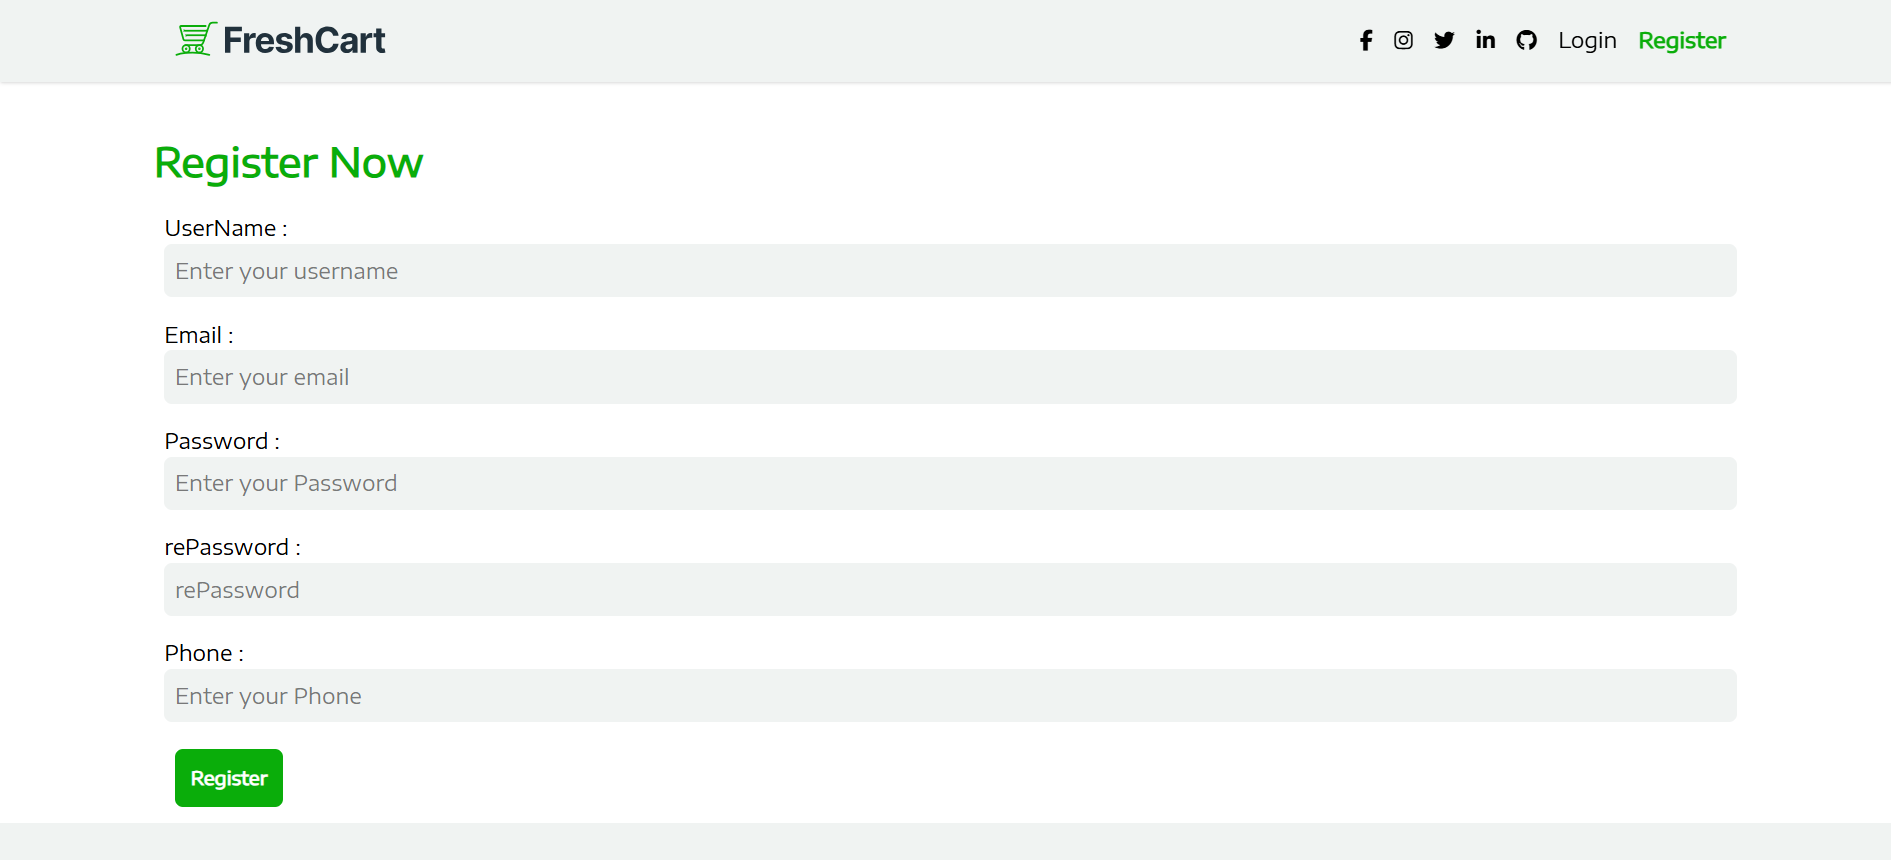 FreshCart
Login Register
Register Now
UserName :
Enter your username
Email :
Enter your email
Password :
Enter your Password
rePassword :
rePassword
Phone :
Enter your Phone
Register